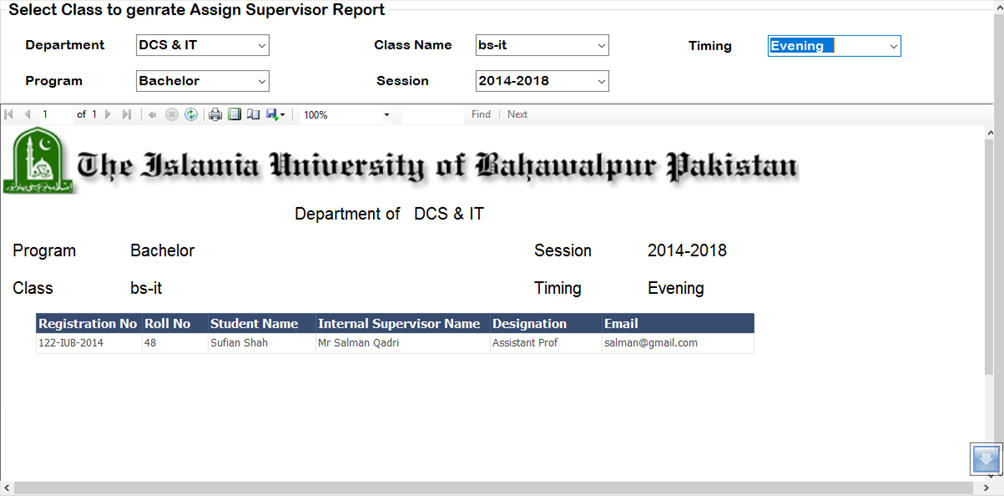 Select Class to genrate Assign Supervisor Report
Department DCS & IT Class Name bs-it Timing Evening
Program Bachelor Session 2014-2018
1 of 1 100% Find | Next
The Islamia University of Bahawalpur Pakistan
Department of DCS & IT
Program Bachelor Session 2014-2018
Class bs-it Timing Evening
Registration No Roll No Student Name Internal Supervisor Name Designation Email
122-IUB-2014 48 Sufian Shah Mr Salman Qadri Assistant Prof salman@gmail.com